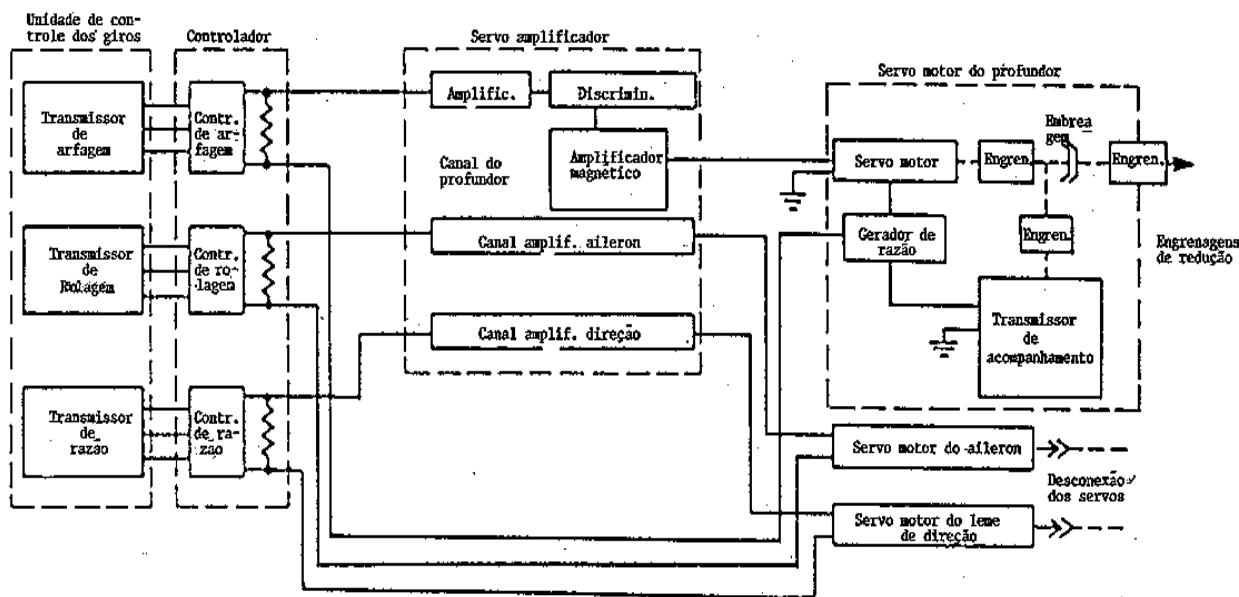 Unidade de con-
trole dos giros
Controlador
Servo amplificador
Servo motor do profundor
Transmissor
de
arfagem
Contr.
de ar-
fagem
Amplific.
Discrimin.
Canal do
profundor
Amplificador
magnético
Servo motor
Engren.
Embrea
gem
Engren.
Transmissor
de
Rolagem
Contr.
de ro-
lagem
Canal amplif. aileron
Gerador de
razão
Engren.
Engrenagens
de redução
Canal amplif. direção
Transmissor
de
acompanhamento
Transmissor
de
razão
Contr.
de ra-
zao
Servo motor do aileron
Desconexão
dos servos
Servo motor do leme
de direção